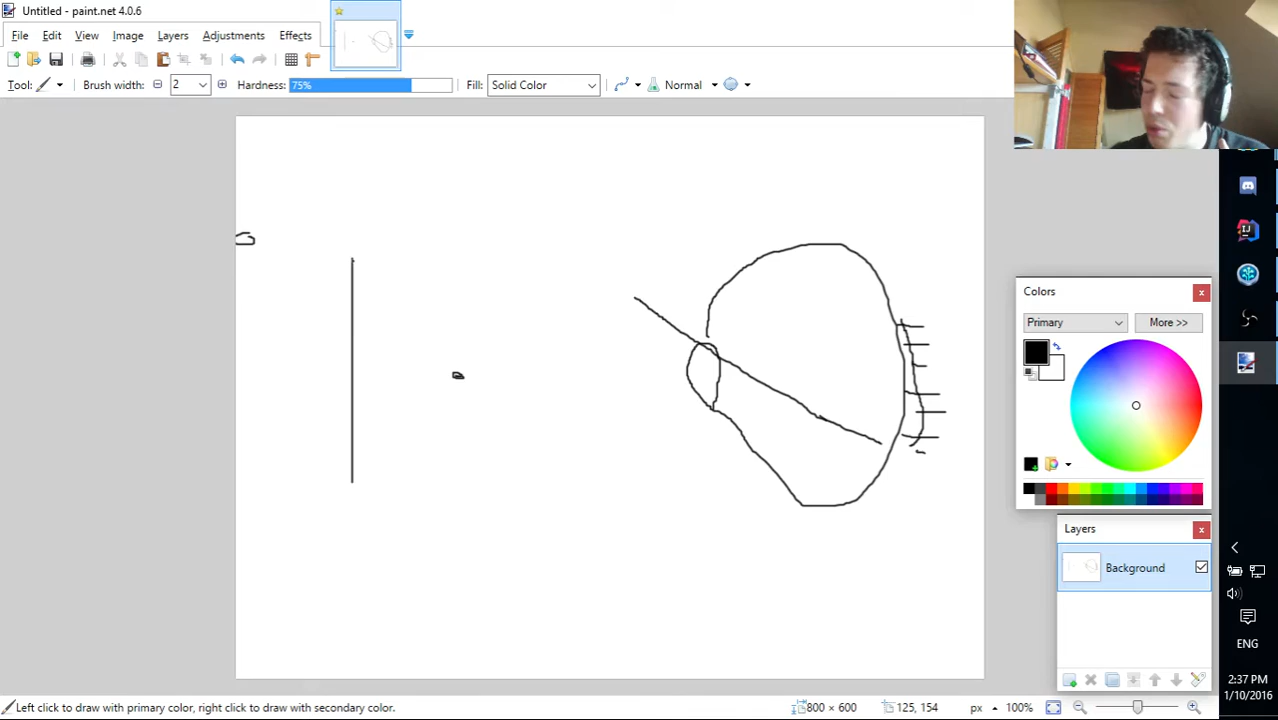 Untitled - paint.net 4.0.6
File Edit View Image Layers Adjustments Effects
Tool: Brush width: 2 Hardness: 75% Fill: Solid Color Normal
Colors
Primary More >>
Layers
Background
ENG
2:37 PM
1/10/2016
Left click to draw with primary color, right click to draw with secondary color. 800 × 600 125, 154 px 100%